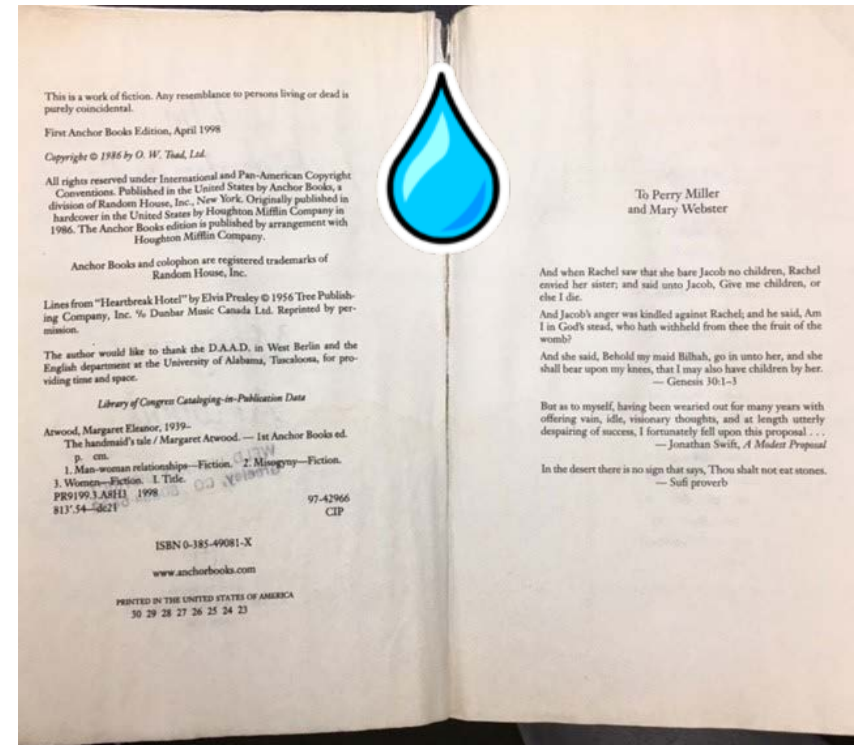 This is a work of fiction. Any resemblance to persons living or dead is
purely coincidental.
First Anchor Books Edition, April 1998
Copyright © 1986 by O. W. Toad, Ltd.
All rights reserved under International and Pan-American Copyright
Conventions. Published in the United States by Anchor Books, a
division of Random House, Inc., New York. Originally published in
hardcover in the United States by Houghton Mifflin Company in
1986. The Anchor Books edition is published by arrangement with
Houghton Mifflin Company.
Anchor Books and colophon are registered trademarks of
Random House, Inc.
Lines from "Heartbreak Hotel" by Elvis Presley © 1956 Tree Publish-
ing Company, Inc. % Dunbar Music Canada Ltd. Reprinted by per-
mission.
The author would like to thank the D.A.A.D. in West Berlin and the
English department at the University of Alabama, Tuscaloosa, for pro-
viding time and space.
Library of Congress Cataloging-in-Publication Data
Atwood, Margaret Eleanor, 1939–
The handmaid's tale / Margaret Atwood. — 1st Anchor Books ed.
p. cm.
1. Man-woman relationships—Fiction. 2. Misogyny—Fiction.
3. Women—Fiction. I. Title.
PR9199.3.A8H3 1998
813'.54—dc21 97-42966
CIP
ISBN 0-385-49081-X
www.anchorbooks.com
PRINTED IN THE UNITED STATES OF AMERICA
30 29 28 27 26 25 24 23
To Perry Miller
and Mary Webster
And when Rachel saw that she bare Jacob no children, Rachel
envied her sister; and said unto Jacob, Give me children, or
else I die.
And Jacob's anger was kindled against Rachel; and he said, Am
I in God's stead, who hath withheld from thee the fruit of the
womb?
And she said, Behold my maid Bilhah, go in unto her, and she
shall bear upon my knees, that I may also have children by her.
— Genesis 30:1–3
But as to myself, having been wearied out for many years with
offering vain, idle, visionary thoughts, and at length utterly
despairing of success, I fortunately fell upon this proposal . . .
— Jonathan Swift, A Modest Proposal
In the desert there is no sign that says, Thou shalt not eat stones.
— Sufi proverb